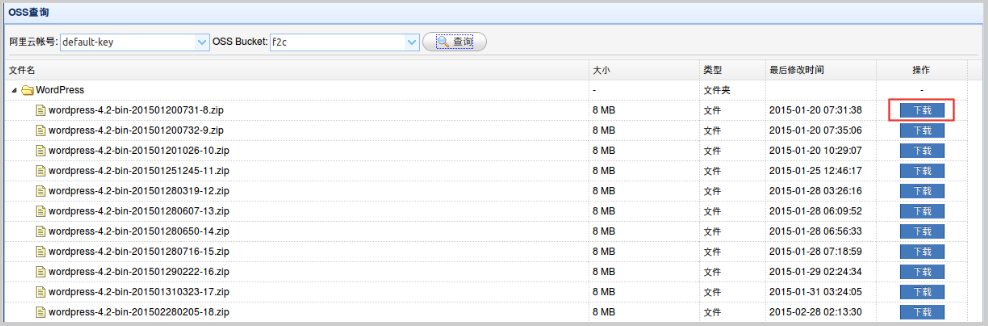 OSS查询
阿里云帐号: default-key OSS Bucket: f2c 查询
文件名 大小 类型 最后修改时间 操作
WordPress - 文件夹 -
wordpress-4.2-bin-201501200731-8.zip 8 MB 文件 2015-01-20 07:31:38 下载
wordpress-4.2-bin-201501200732-9.zip 8 MB 文件 2015-01-20 07:35:06 下载
wordpress-4.2-bin-201501201026-10.zip 8 MB 文件 2015-01-20 10:29:07 下载
wordpress-4.2-bin-201501251245-11.zip 8 MB 文件 2015-01-25 12:46:17 下载
wordpress-4.2-bin-201501280319-12.zip 8 MB 文件 2015-01-28 03:26:16 下载
wordpress-4.2-bin-201501280607-13.zip 8 MB 文件 2015-01-28 06:09:52 下载
wordpress-4.2-bin-201501280650-14.zip 8 MB 文件 2015-01-28 06:56:33 下载
wordpress-4.2-bin-201501280716-15.zip 8 MB 文件 2015-01-28 07:18:59 下载
wordpress-4.2-bin-201501290222-16.zip 8 MB 文件 2015-01-29 02:24:34 下载
wordpress-4.2-bin-201501310323-17.zip 8 MB 文件 2015-01-31 03:24:05 下载
wordpress-4.2-bin-201502280205-18.zip 8 MB 文件 2015-02-28 02:13:30 下载